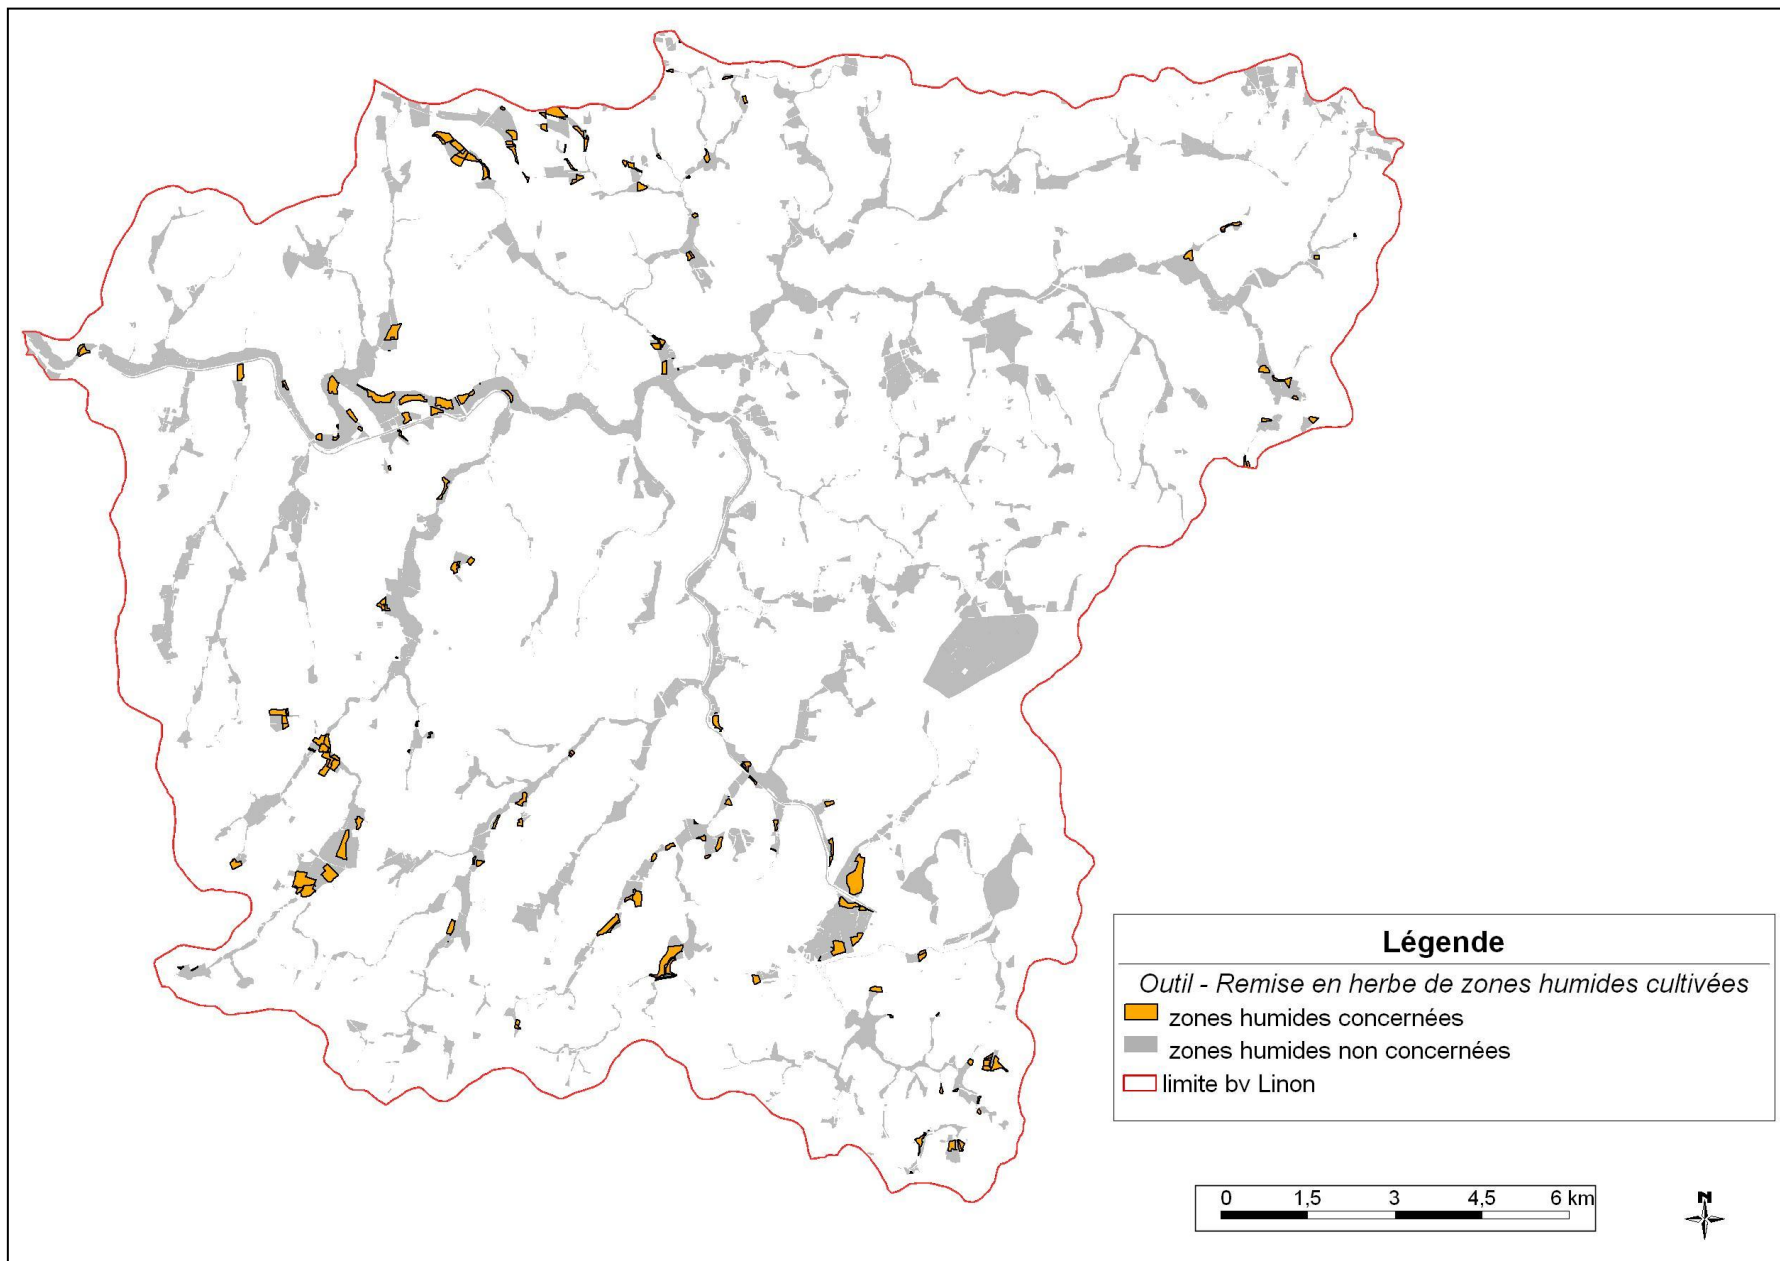 Légende
Outil - Remise en herbe de zones humides cultivées
zones humides concernées
zones humides non concernées
limite bv Linon
0 1,5 3 4,5 6 km
N